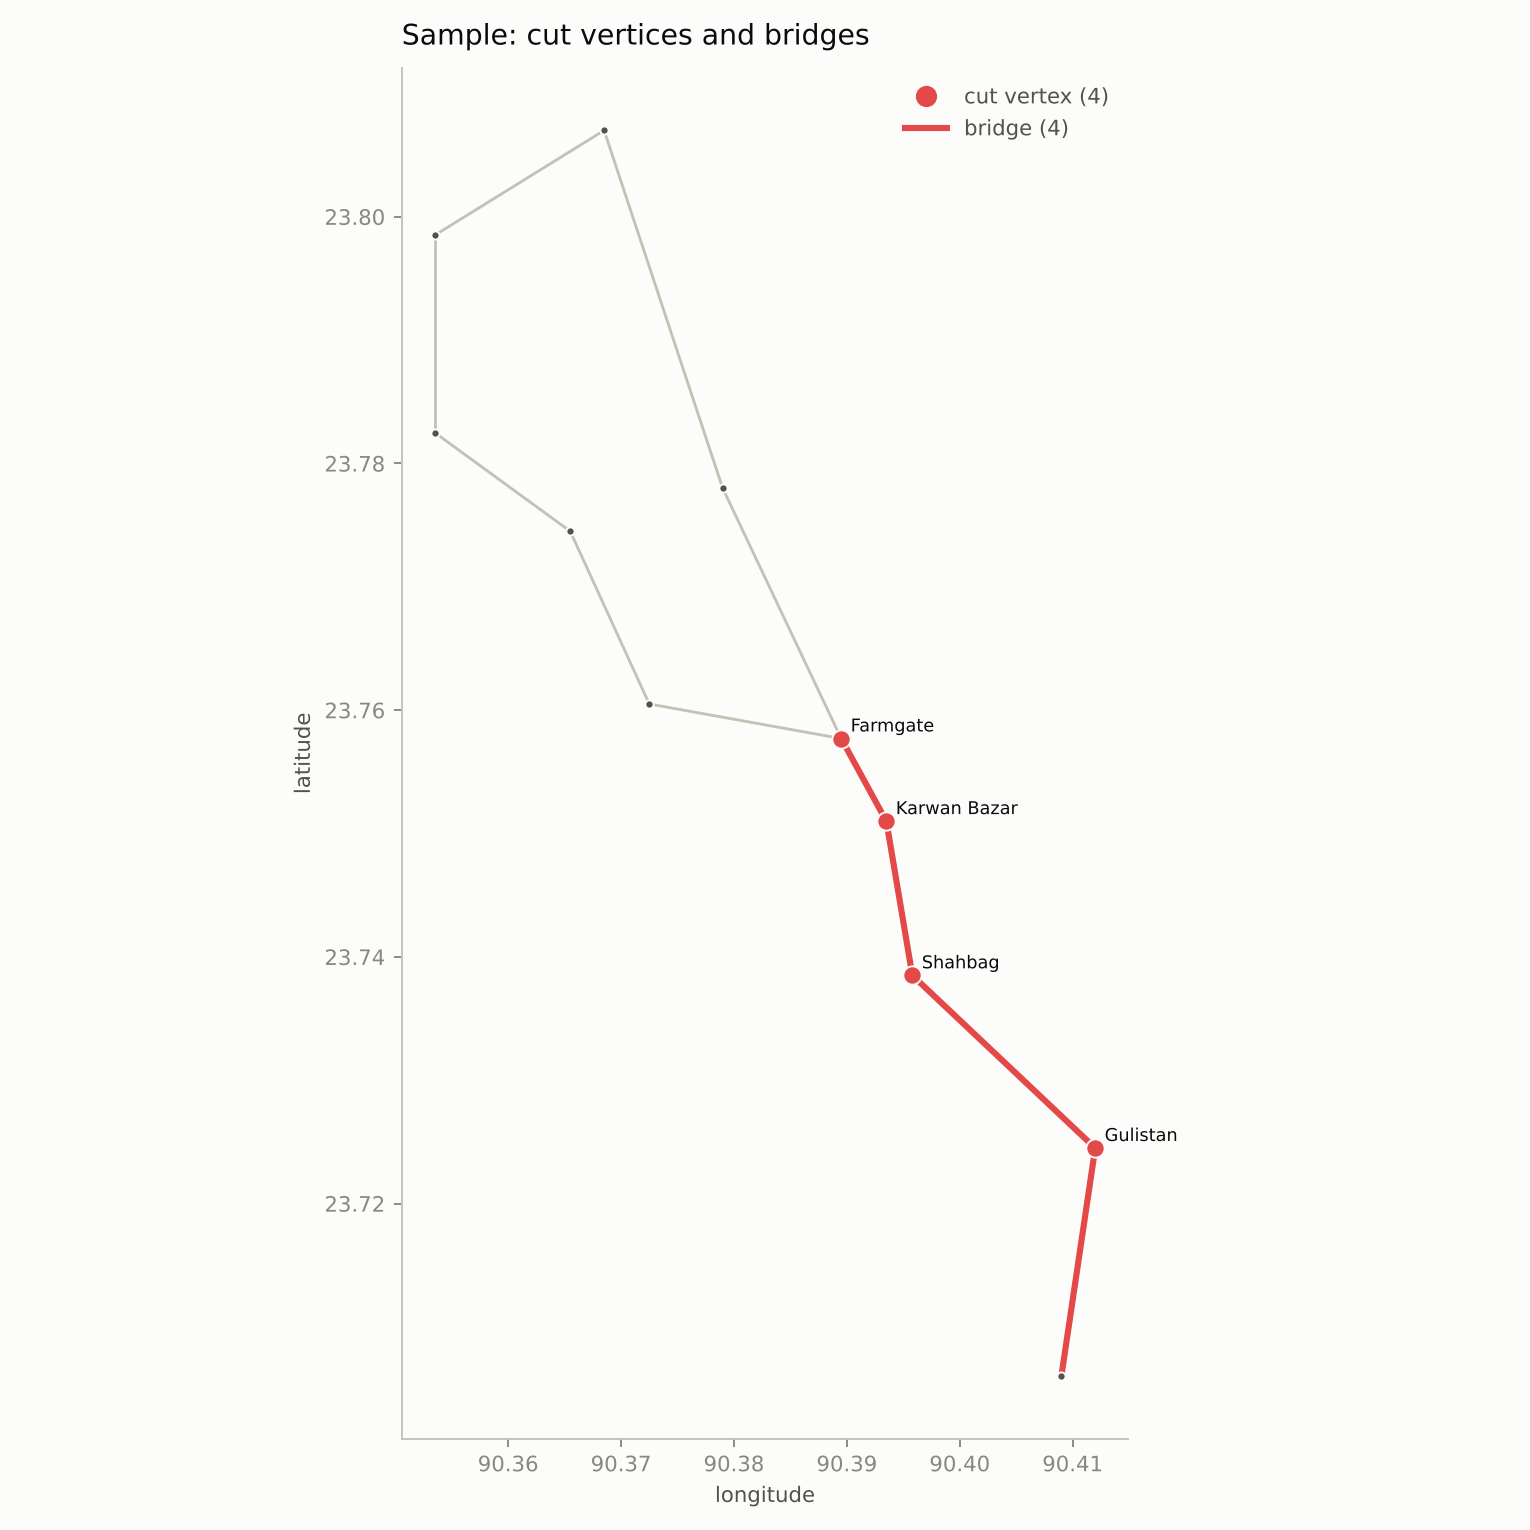 Sample: cut vertices and bridges
cut vertex (4)
bridge (4)
23.80
23.78
23.76
23.74
23.72
latitude
Farmgate
Karwan Bazar
Shahbag
Gulistan
90.36
90.37
90.38
90.39
90.40
90.41
longitude